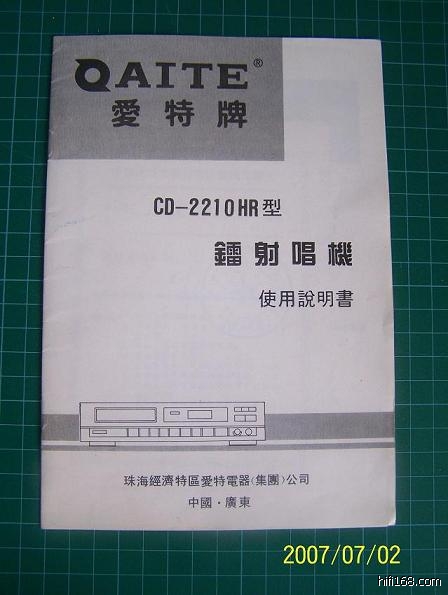 QAITE®
愛特牌
CD-2210HR型
鐳射唱機
使用說明書
珠海經濟特區愛特電器(集團)公司
中國·廣東
2007/07/02
hifi168.com